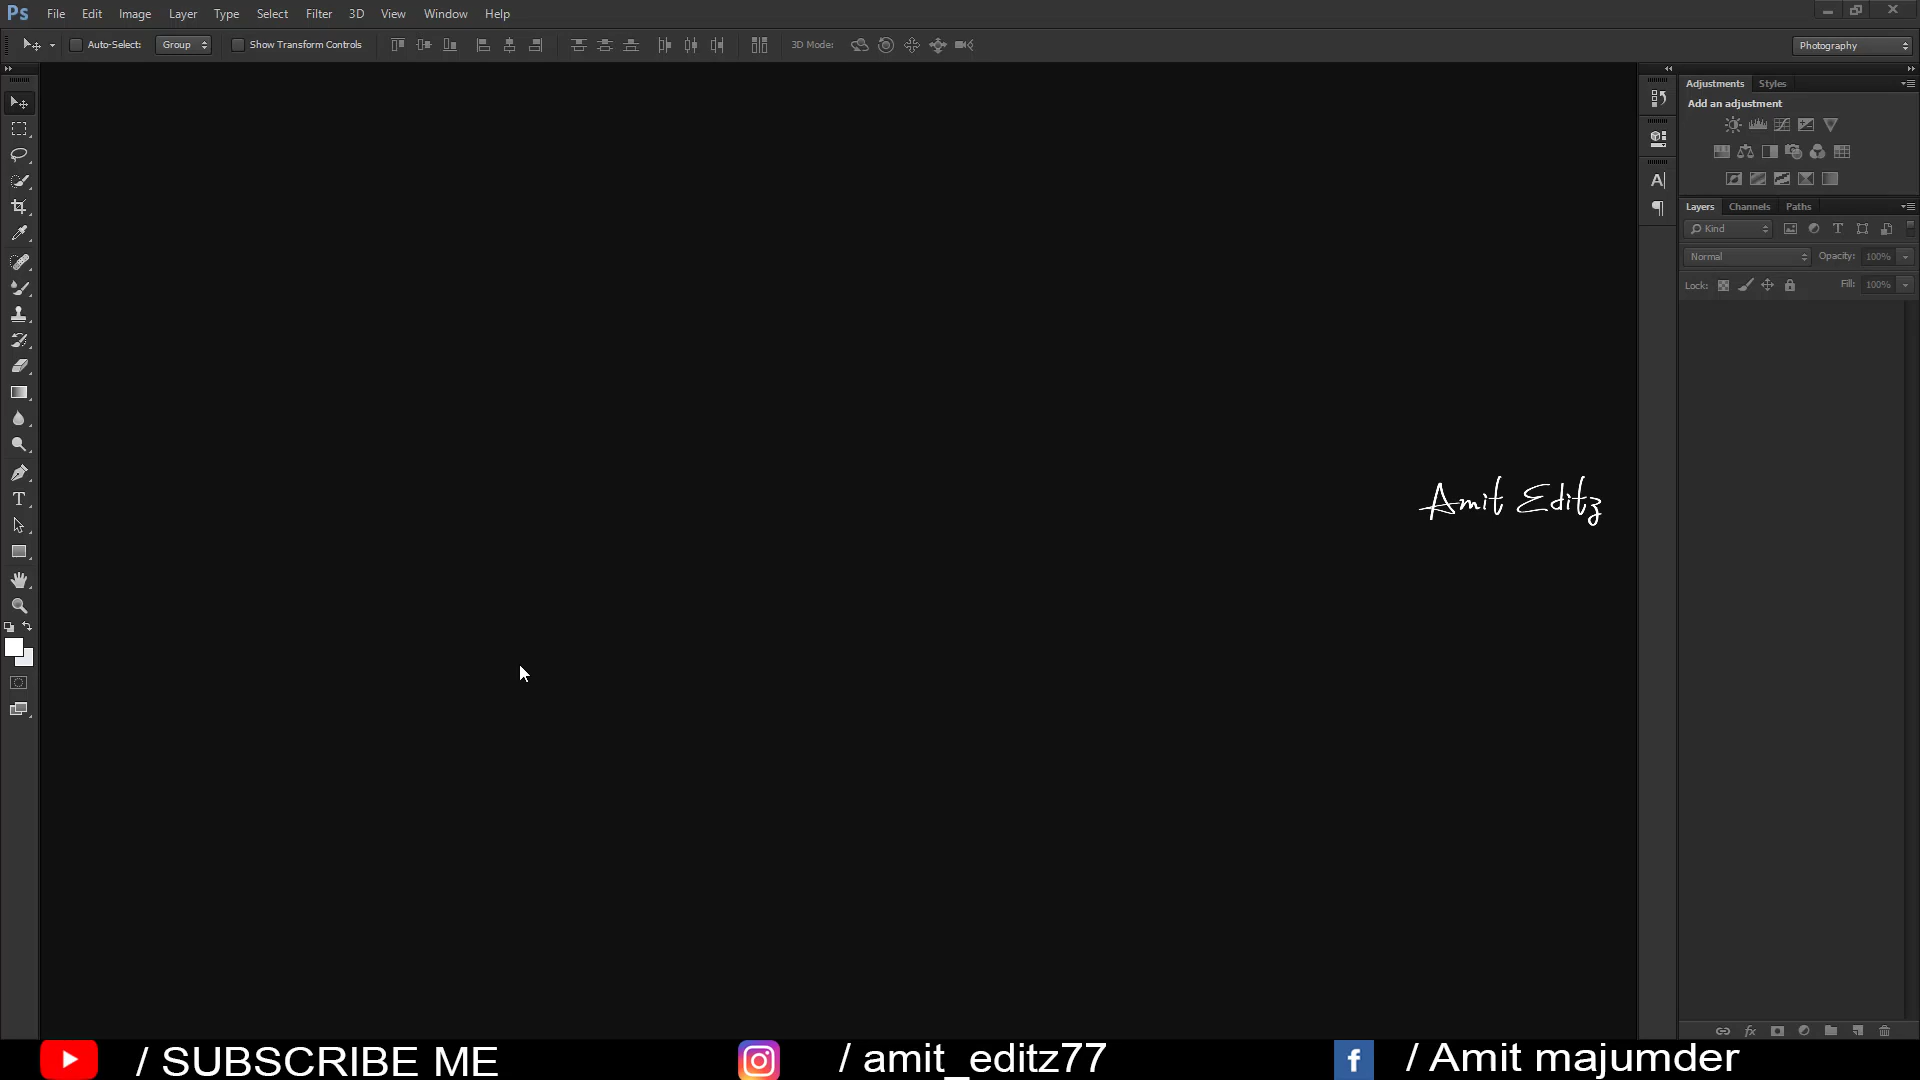 Ps File Edit Image Layer Type Select Filter 3D View Window Help
Auto-Select: Group Show Transform Controls 3D Mode: Photography
Adjustments Styles
Add an adjustment
Layers Channels Paths
Kind
Normal Opacity: 100%
Lock: Fill: 100%
Amit Editz
/ SUBSCRIBE ME / amit_editz77 / Amit majumder